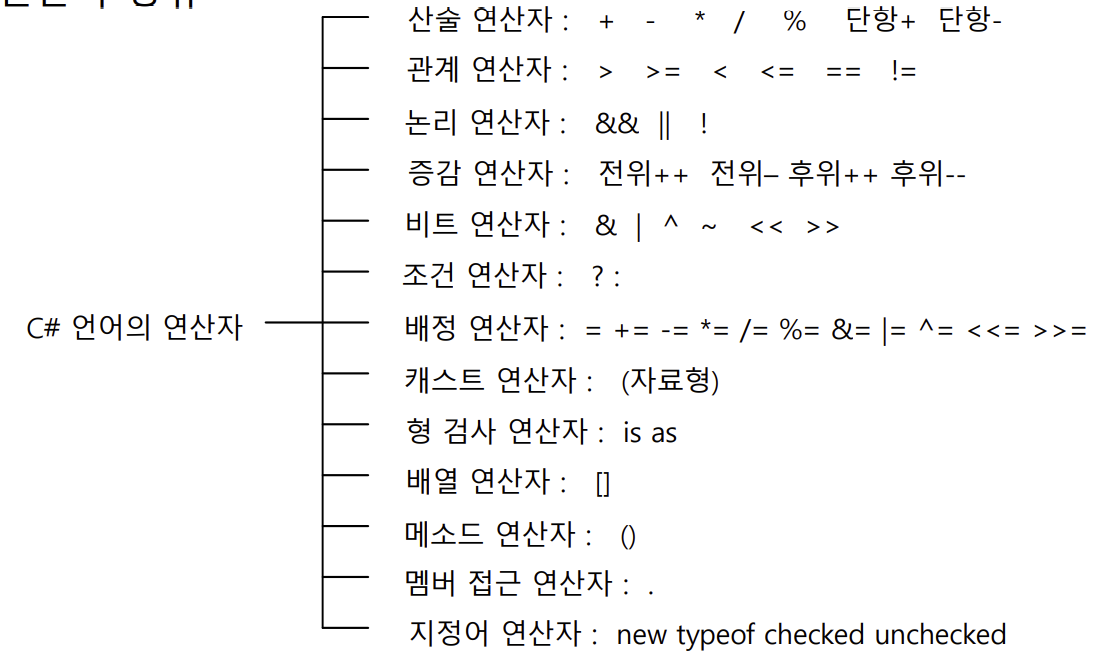 산술 연산자 : + - * / % 단항+ 단항-
관계 연산자 : > >= < <= == !=
논리 연산자 : && || !
증감 연산자 : 전위++ 전위– 후위++ 후위--
비트 연산자 : & | ^ ~ << >>
조건 연산자 : ? :
C# 언어의 연산자
배정 연산자 : = += -= *= /= %= &= |= ^= <<= >>=
캐스트 연산자 : (자료형)
형 검사 연산자 : is as
배열 연산자 : []
메소드 연산자 : ()
멤버 접근 연산자 : .
지정어 연산자 : new typeof checked unchecked